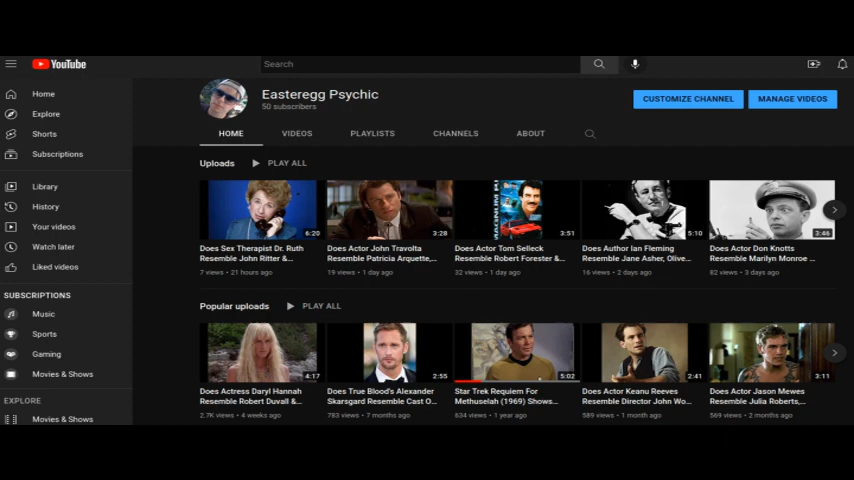 YouTube
Search
Easteregg Psychic
50 subscribers
CUSTOMIZE CHANNEL
MANAGE VIDEOS
HOME
VIDEOS
PLAYLISTS
CHANNELS
ABOUT
Home
Explore
Shorts
Subscriptions
Library
History
Your videos
Watch later
Liked videos
SUBSCRIPTIONS
Music
Sports
Gaming
Movies & Shows
EXPLORE
Movies & Shows
Uploads
PLAY ALL
6:20
Does Sex Therapist Dr. Ruth
Resemble John Ritter &...
7 views • 21 hours ago
3:28
Does Actor John Travolta
Resemble Patricia Arquette,...
19 views • 1 day ago
MAGNUM P.I.
3:51
Does Actor Tom Selleck
Resemble Robert Forester &...
32 views • 1 day ago
5:10
Does Author Ian Fleming
Resemble Jane Asher, Olive...
16 views • 2 days ago
3:46
Does Actor Don Knotts
Resemble Marilyn Monroe ...
82 views • 3 days ago
Popular uploads
PLAY ALL
4:17
Does Actress Daryl Hannah
Resemble Robert Duvall &...
2.7K views • 4 weeks ago
2:55
Does True Blood's Alexander
Skarsgard Resemble Cast O...
783 views • 7 months ago
5:02
Star Trek Requiem For
Methuselah (1969) Shows...
634 views • 1 year ago
2:41
Does Actor Keanu Reeves
Resemble Director John Wo...
589 views • 1 month ago
3:11
Does Actor Jason Mewes
Resemble Julia Roberts,...
569 views • 2 months ago